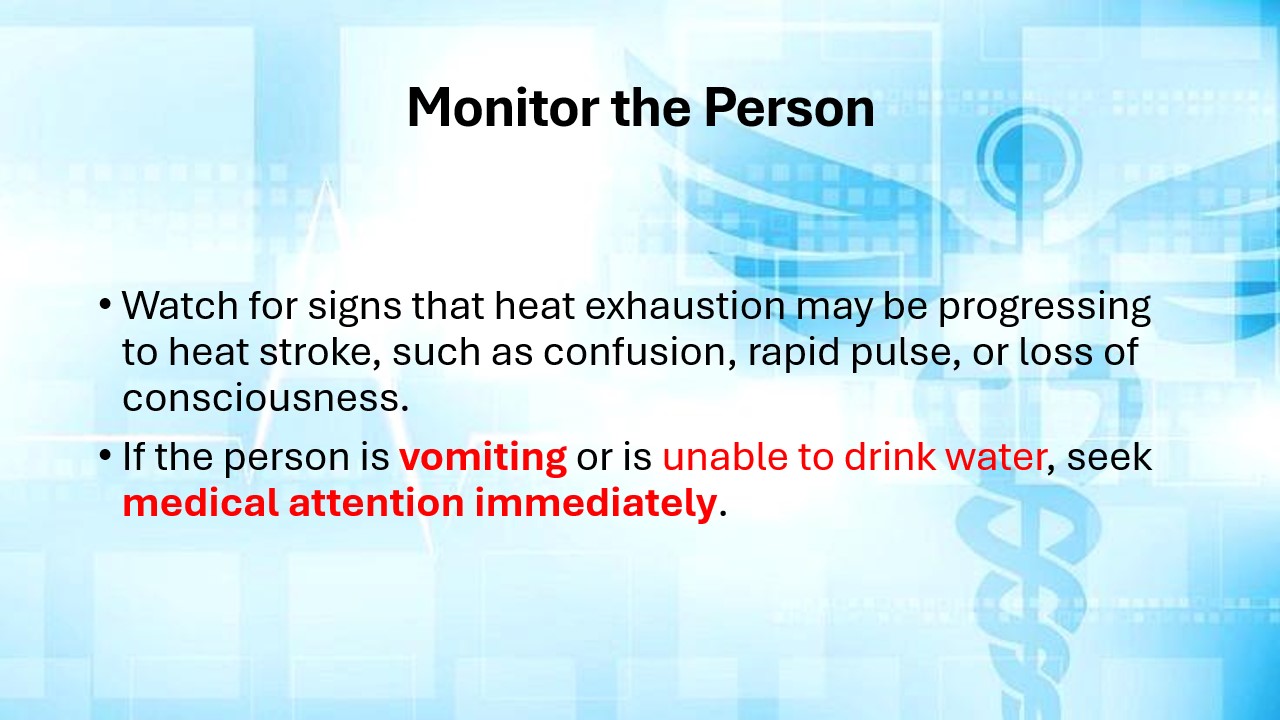 Monitor the Person
• Watch for signs that heat exhaustion may be progressing
to heat stroke, such as confusion, rapid pulse, or loss of
consciousness.
• If the person is vomiting or is unable to drink water, seek
medical attention immediately.